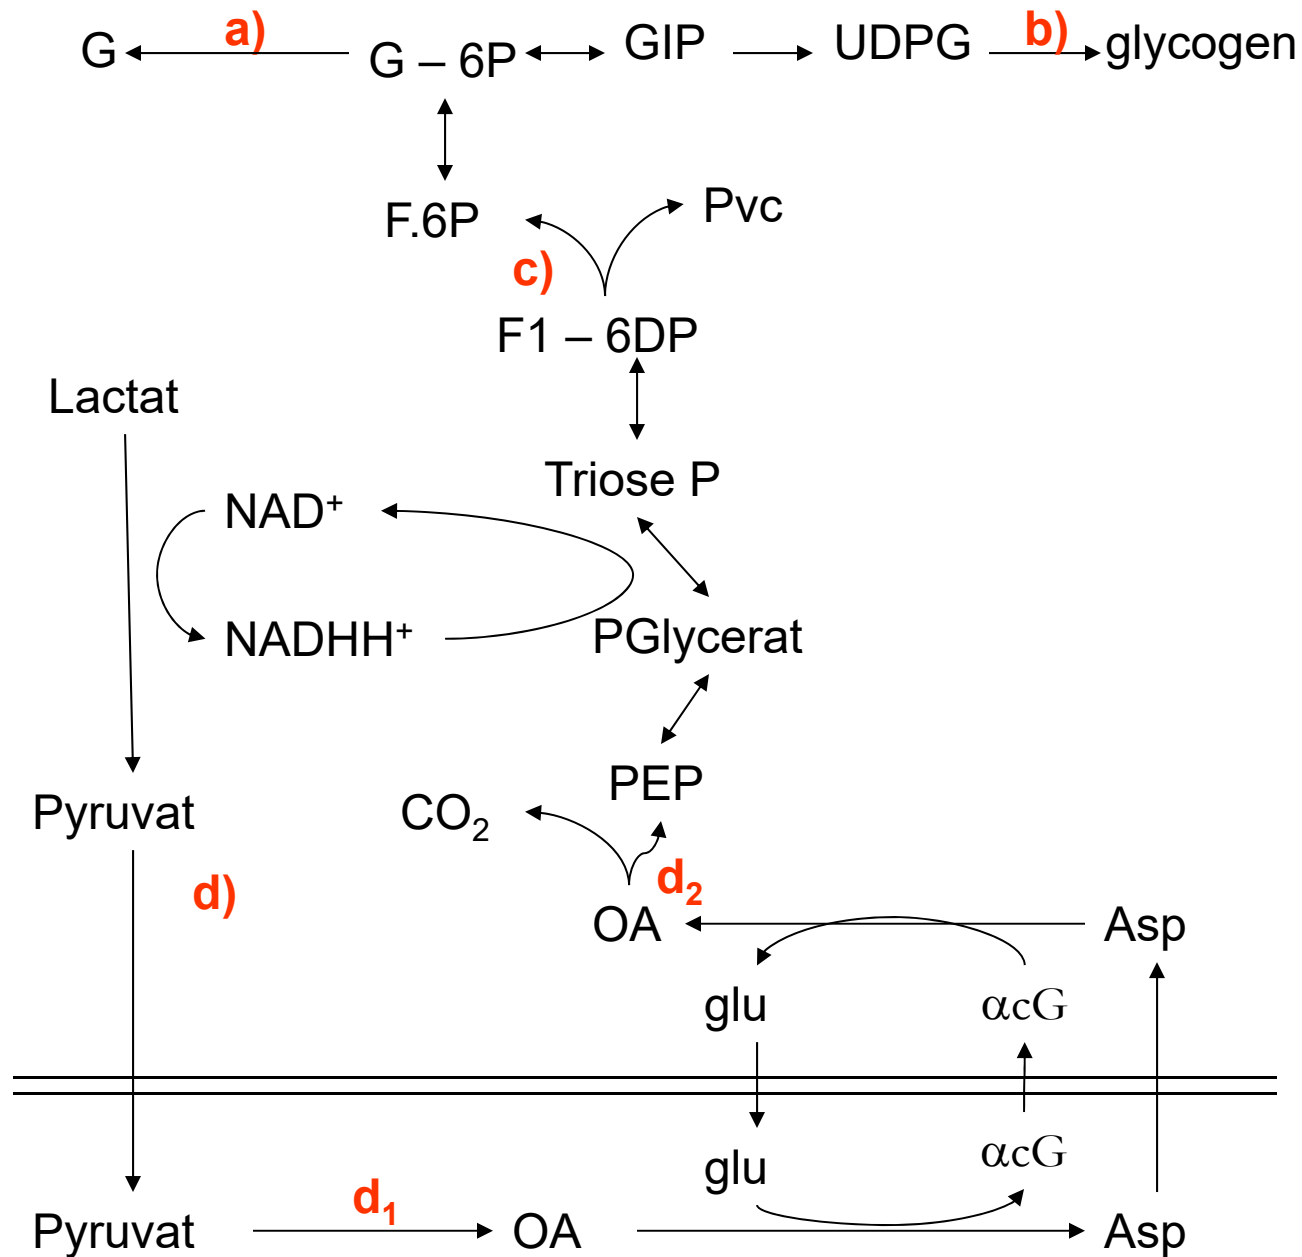 G a) G – 6P GIP UDPG b) glycogen
F.6P Pvc
c)
F1 – 6DP
Lactat
Triose P
NAD⁺
NADHH⁺ PGlycerat
PEP
Pyruvat CO₂
d) d₂
OA Asp
glu αcG
glu αcG
d₁
Pyruvat OA Asp